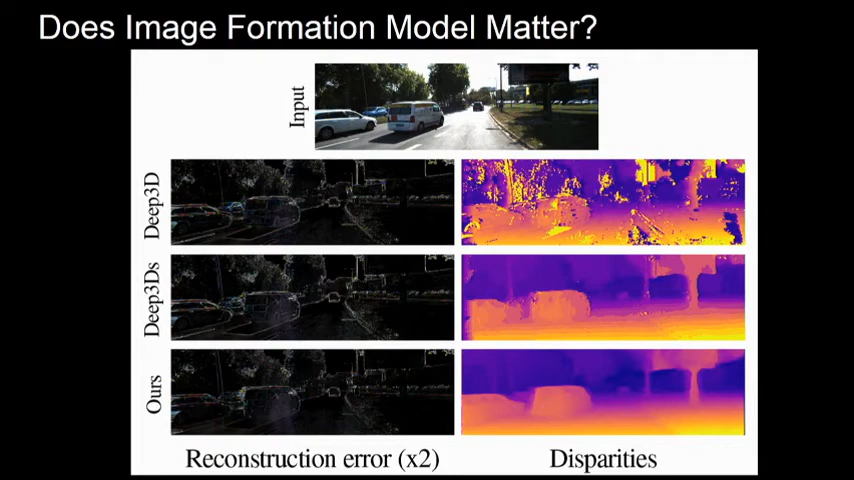 Does Image Formation Model Matter?
Input
Deep3D
Deep3Ds
Ours
Reconstruction error (x2)
Disparities